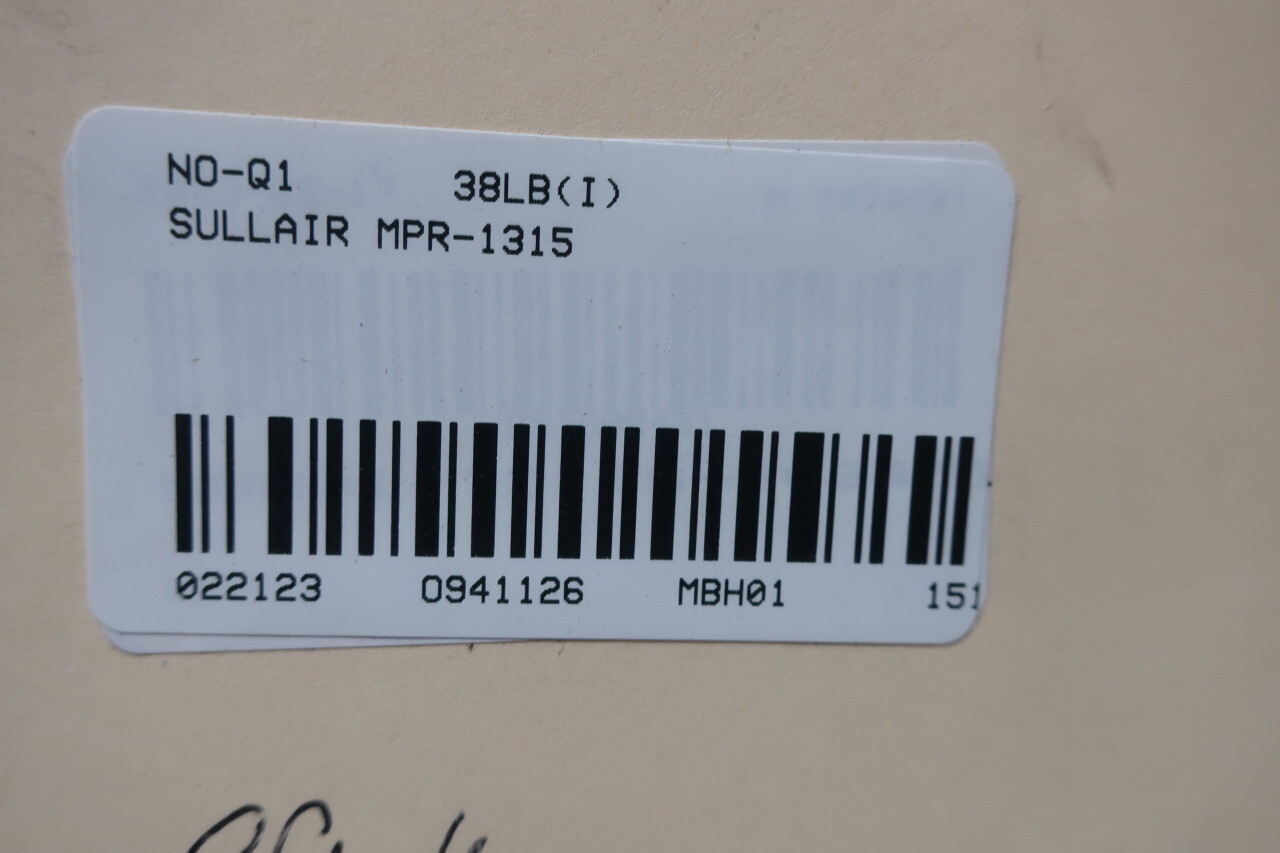 NO-Q1 38LB(I)
SULLAIR MPR-1315
022123 0941126 MBH01 151